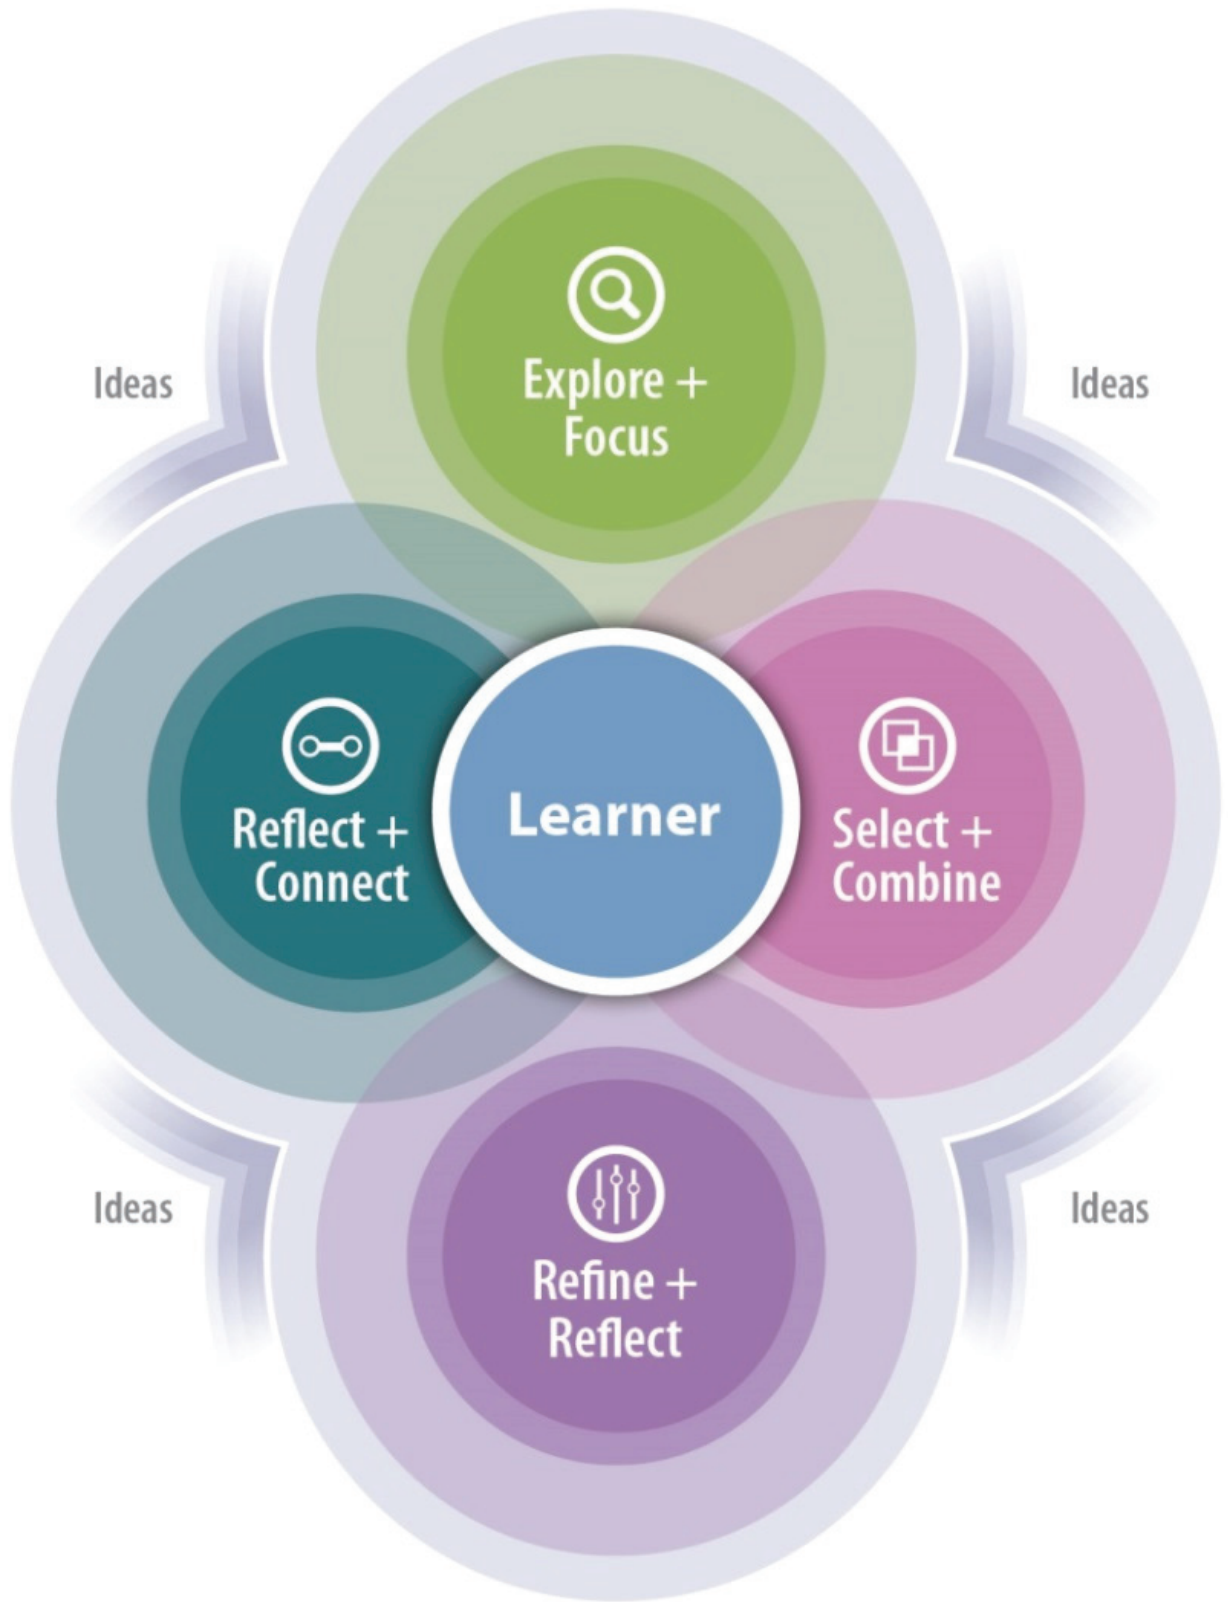 Explore +
Focus
Ideas
Ideas
Reflect +
Connect
Learner
Select +
Combine
Ideas
Ideas
Refine +
Reflect